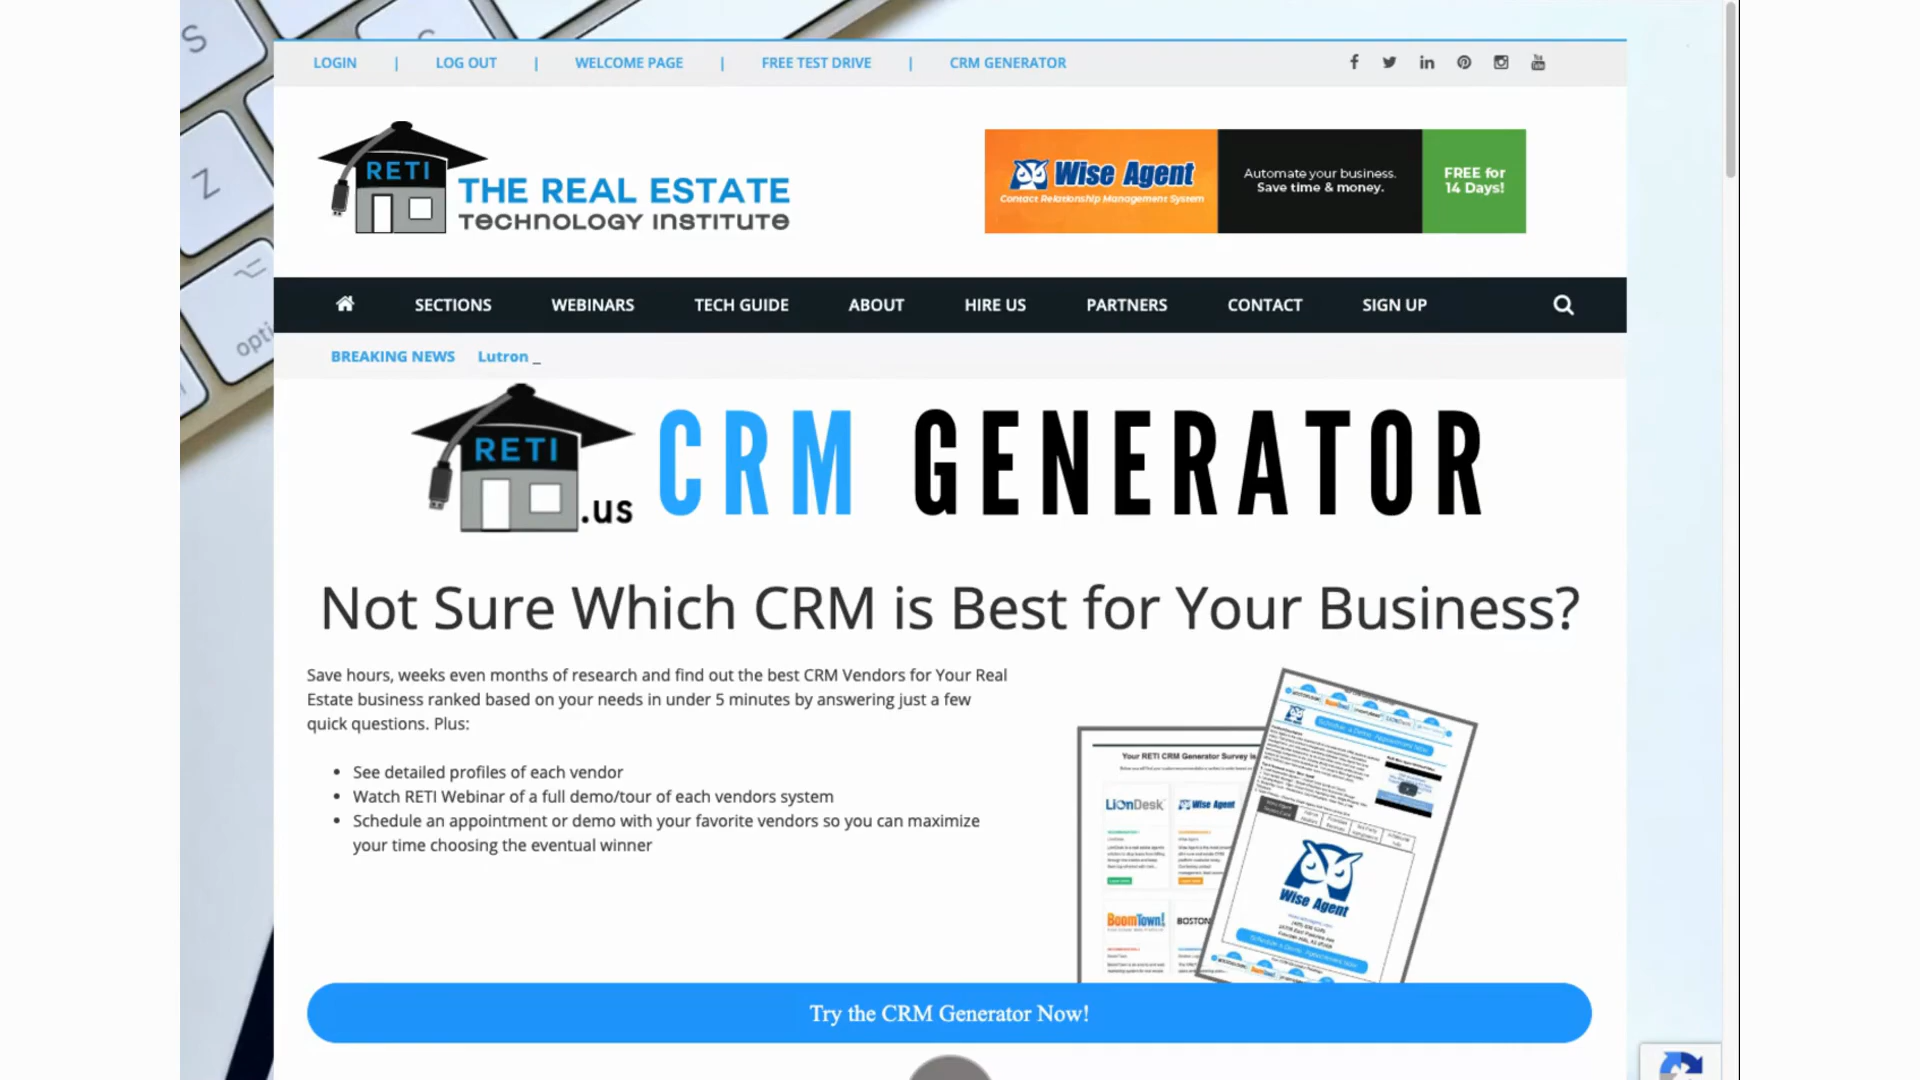 LOGIN | LOG OUT | WELCOME PAGE | FREE TEST DRIVE | CRM GENERATOR
RETI
THE REAL ESTATE
TECHNOLOGY INSTITUTE
Wise Agent
Contact Relationship Management System
Automate your business.
Save time & money.
FREE for
14 Days!
SECTIONS WEBINARS TECH GUIDE ABOUT HIRE US PARTNERS CONTACT SIGN UP
BREAKING NEWS Lutron _
RETI
.us
CRM GENERATOR
Not Sure Which CRM is Best for Your Business?
Save hours, weeks even months of research and find out the best CRM Vendors for Your Real
Estate business ranked based on your needs in under 5 minutes by answering just a few
quick questions. Plus:
• See detailed profiles of each vendor
• Watch RETI Webinar of a full demo/tour of each vendors system
• Schedule an appointment or demo with your favorite vendors so you can maximize
your time choosing the eventual winner
Your RETI CRM Generator Survey is
LionDesk
Wise Agent
BoomTown!
BOSTON
Schedule a Demo Appointment Now
Wise Agent
Try the CRM Generator Now!
S
Z
opti